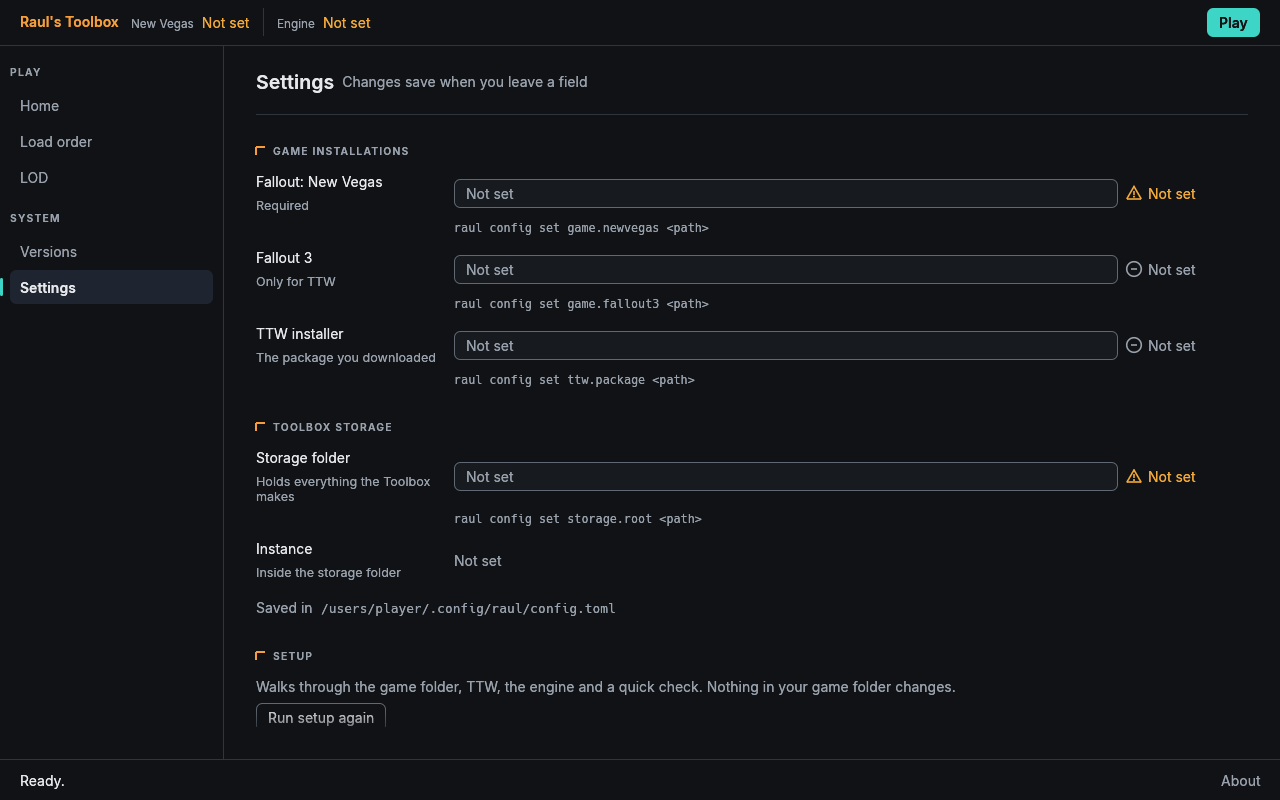 Raul's Toolbox New Vegas Not set Engine Not set Play
PLAY
Home
Load order
LOD
SYSTEM
Versions
Settings
Settings Changes save when you leave a field
GAME INSTALLATIONS
Fallout: New Vegas
Required
Not set
Not set
raul config set game.newvegas <path>
Fallout 3
Only for TTW
Not set
Not set
raul config set game.fallout3 <path>
TTW installer
The package you downloaded
Not set
Not set
raul config set ttw.package <path>
TOOLBOX STORAGE
Storage folder
Holds everything the Toolbox
makes
Not set
Not set
raul config set storage.root <path>
Instance
Inside the storage folder
Not set
Saved in /users/player/.config/raul/config.toml
SETUP
Walks through the game folder, TTW, the engine and a quick check. Nothing in your game folder changes.
Run setup again
Ready.
About